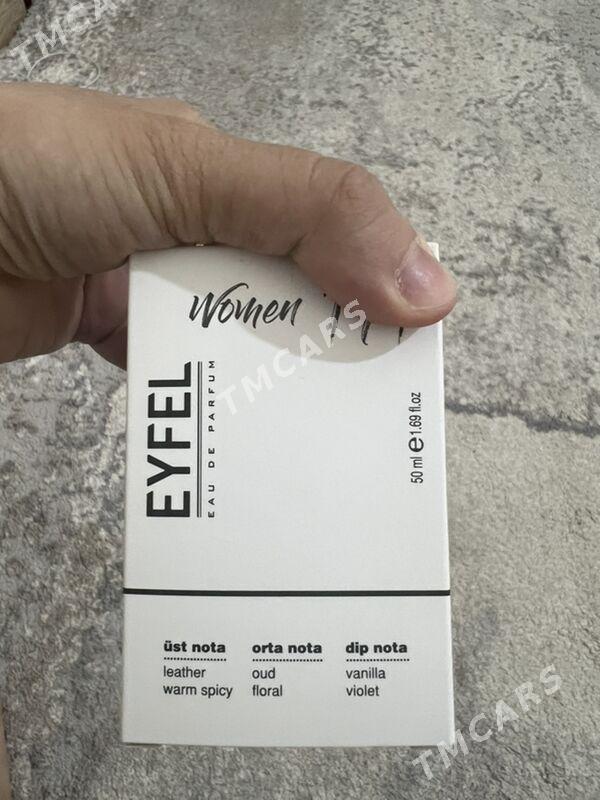 Women
EYFEL
EAU DE PARFUM
50 ml e 1.69 fl.oz
üst nota
leather
warm spicy
orta nota
oud
floral
dip nota
vanilla
violet
TMCARS
TMCARS
TMCARS